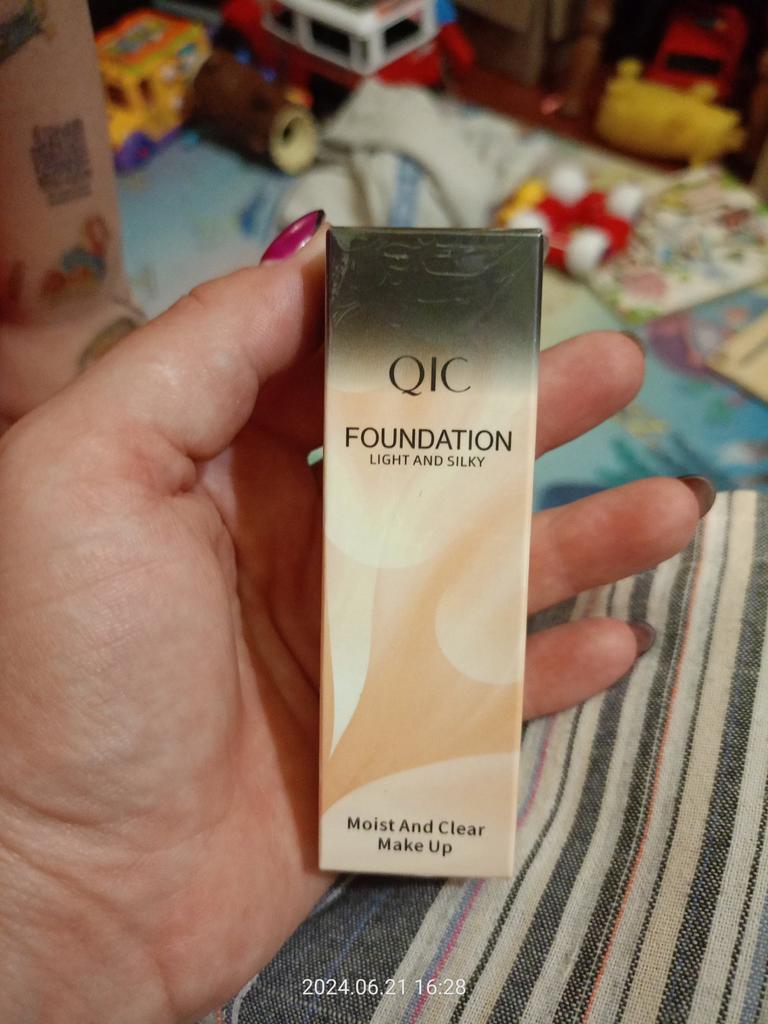 QIC
FOUNDATION
LIGHT AND SILKY
Moist And Clear
Make Up
2024.06.21 16:28